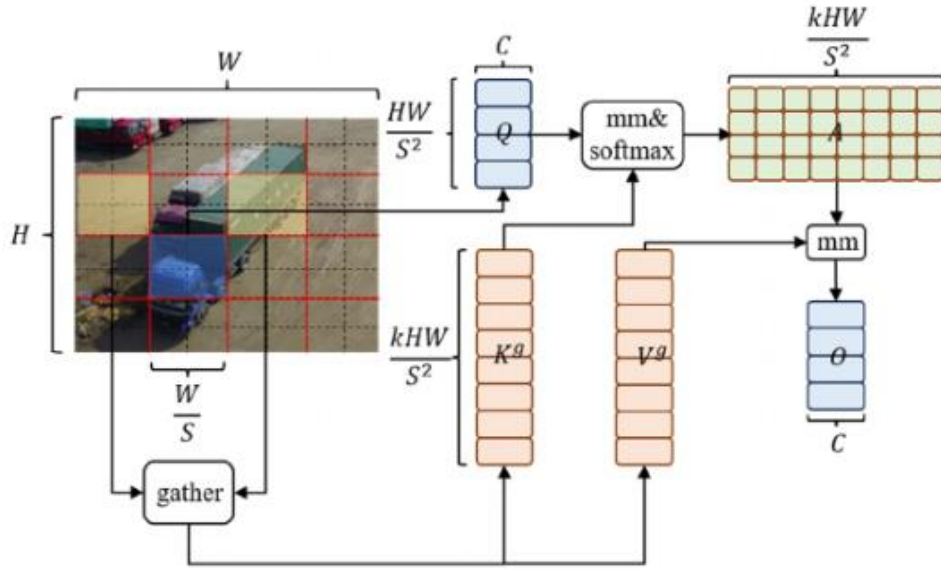 W
H
W/S
gather
C
HW/S²
Q
mm&
softmax
kHW/S²
A
kHW/S²
K^g
V^g
mm
O
C